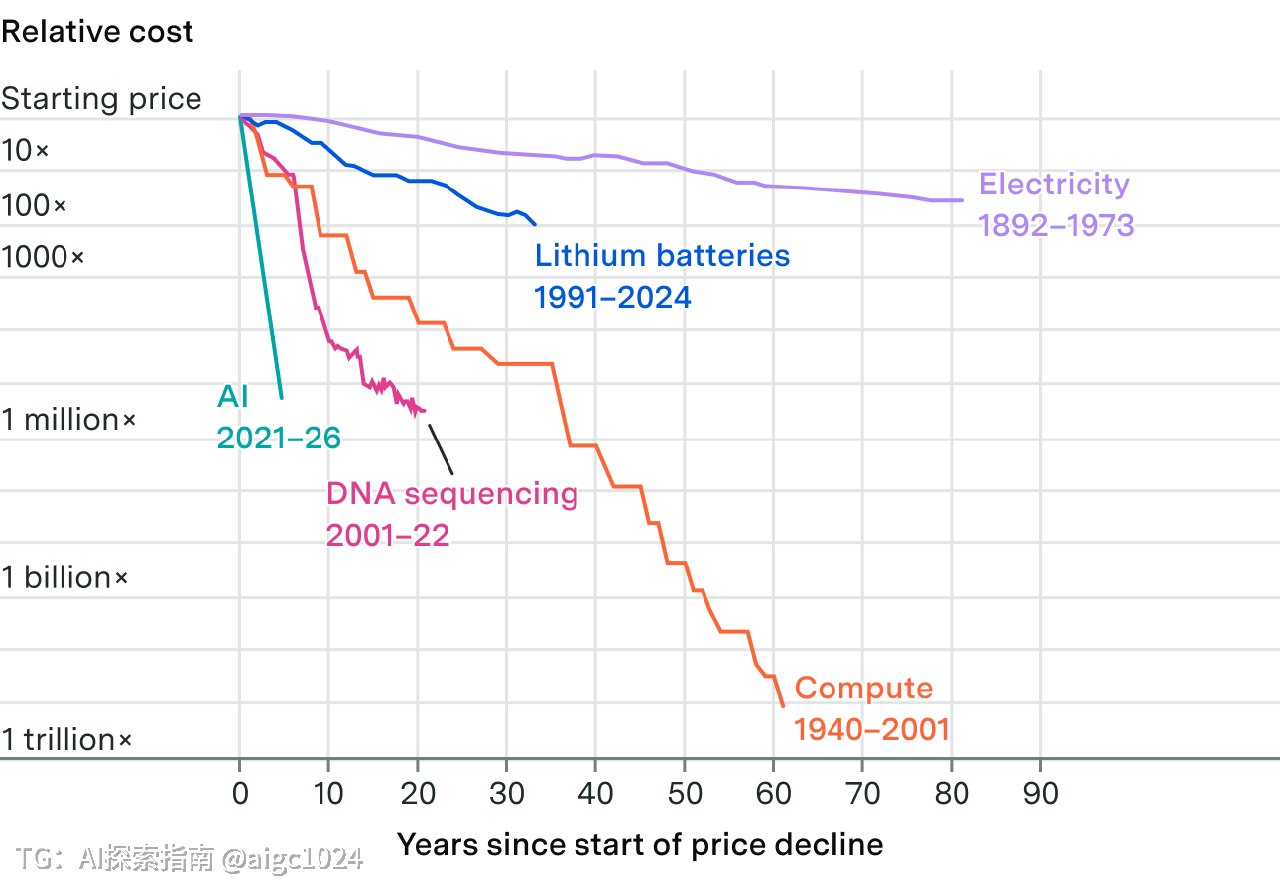 Relative cost
Starting price
10×
100×
1000×
1 million×
1 billion×
1 trillion×
Electricity
1892–1973
Lithium batteries
1991–2024
AI
2021–26
DNA sequencing
2001–22
Compute
1940–2001
0 10 20 30 40 50 60 70 80 90
Years since start of price decline
TG：AI探索指南 @aigc1024